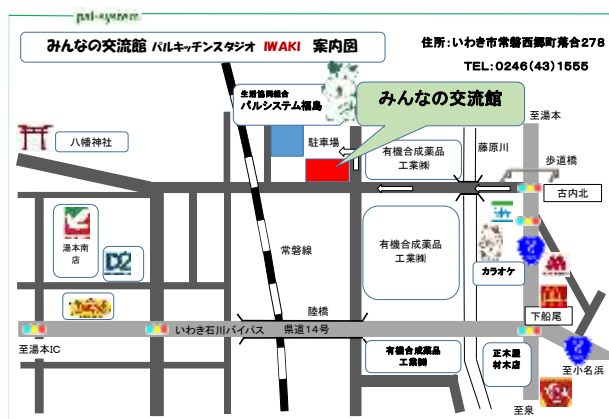 pal-system
みんなの交流館 パルキッチンスタジオ IWAKI 案内図
住所：いわき市常磐西郷町落合278
TEL：0246(43)1555
生活協同組合
パルシステム福島
みんなの交流館
至湯本
八幡神社
駐車場
有機合成薬品
工業㈱
藤原川
歩道橋
古内北
湯本南
店
D2
常磐線
有機合成薬品
工業㈱
カラオケ
陸橋
下船尾
いわき石川バイパス
県道14号
至湯本IC
有機合成薬品
工業㈱
正木屋
材木店
至小名浜
至泉